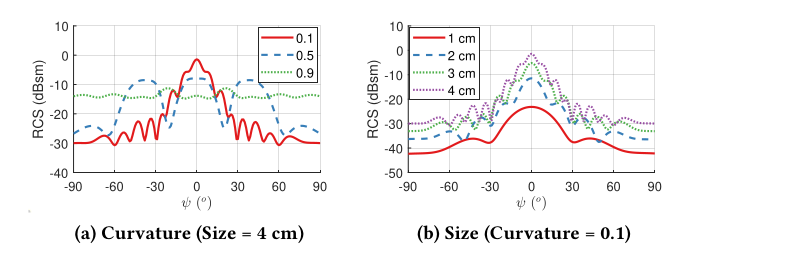 10
0
-10
-20
-30
-40
RCS (dBsm)
-90 -60 -30 0 30 60 90
ψ (o)
0.1
0.5
0.9
(a) Curvature (Size = 4 cm)
10
0
-10
-20
-30
-40
-50
RCS (dBsm)
-90 -60 -30 0 30 60 90
ψ (o)
1 cm
2 cm
3 cm
4 cm
(b) Size (Curvature = 0.1)